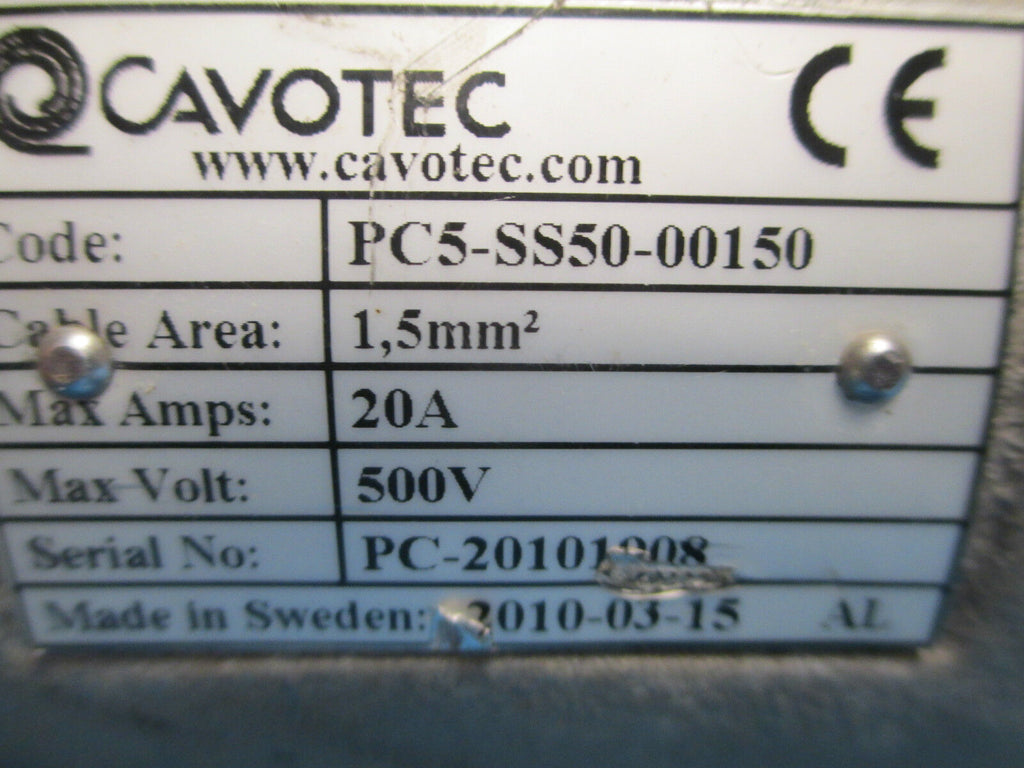 CAVOTEC CE
www.cavotec.com
Code: PC5-SS50-00150
Cable Area: 1,5mm²
Max Amps: 20A
Max Volt: 500V
Serial No:
Made in Sweden: 2010-03-15 AL